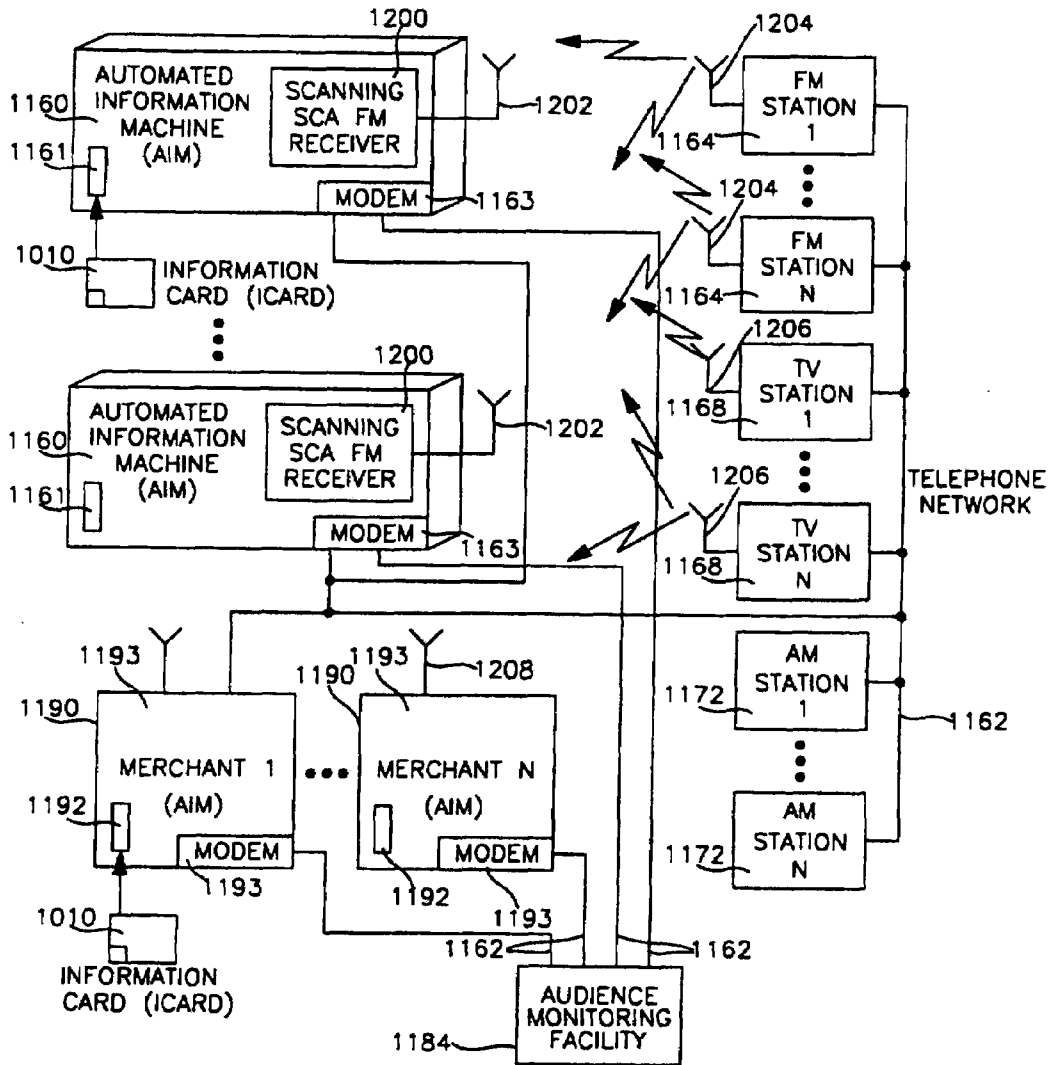 1200
1204
AUTOMATED
INFORMATION
MACHINE
(AIM)
1160
1161
SCANNING
SCA FM
RECEIVER
1202
FM
STATION
1
1164
MODEM
1163
1204
1010
INFORMATION
CARD (ICARD)
FM
STATION
N
1164
1206
1200
AUTOMATED
INFORMATION
MACHINE
(AIM)
1160
1161
SCANNING
SCA FM
RECEIVER
1202
TV
STATION
1
1168
MODEM
1163
1206
TELEPHONE
NETWORK
TV
STATION
N
1168
1193
1190
MERCHANT 1
(AIM)
1192
MODEM
1193
1190
1193
1208
MERCHANT N
(AIM)
MODEM
1192
1193
AM
STATION
1
1172
1162
AM
STATION
N
1172
1010
INFORMATION
CARD (ICARD)
1162
1162
AUDIENCE
MONITORING
FACILITY
1184